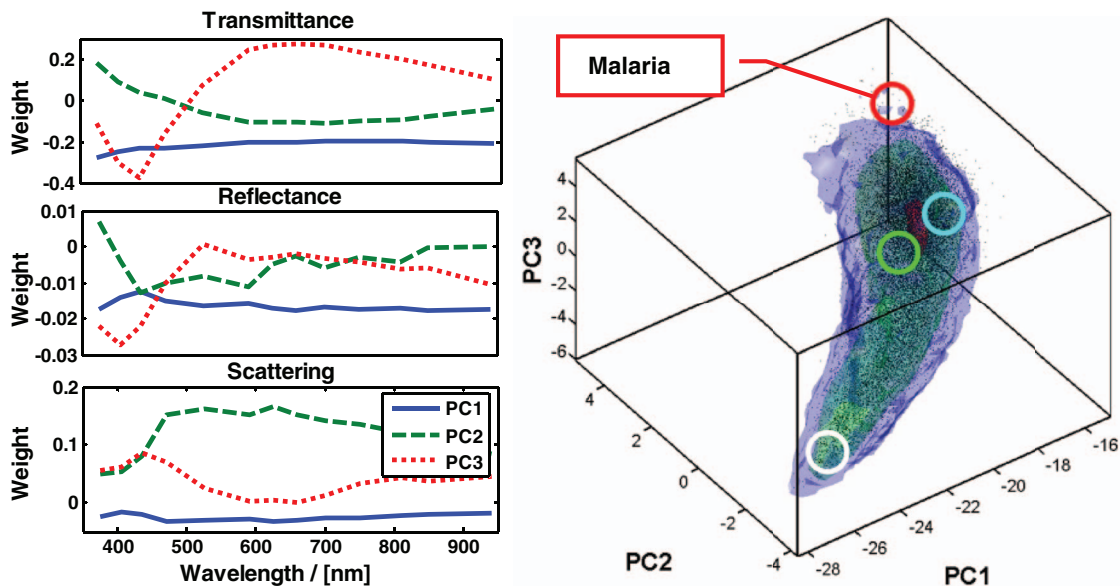 Transmittance
Weight
0.2
0
-0.2
-0.4
Reflectance
Weight
0.01
0
-0.01
-0.02
-0.03
Scattering
Weight
0.2
0.1
0
PC1
PC2
PC3
400 500 600 700 800 900
Wavelength / [nm]
Malaria
PC3
4
2
0
-2
-4
-6
PC2
4
2
0
-2
-4
PC1
-28
-26
-24
-22
-20
-18
-16